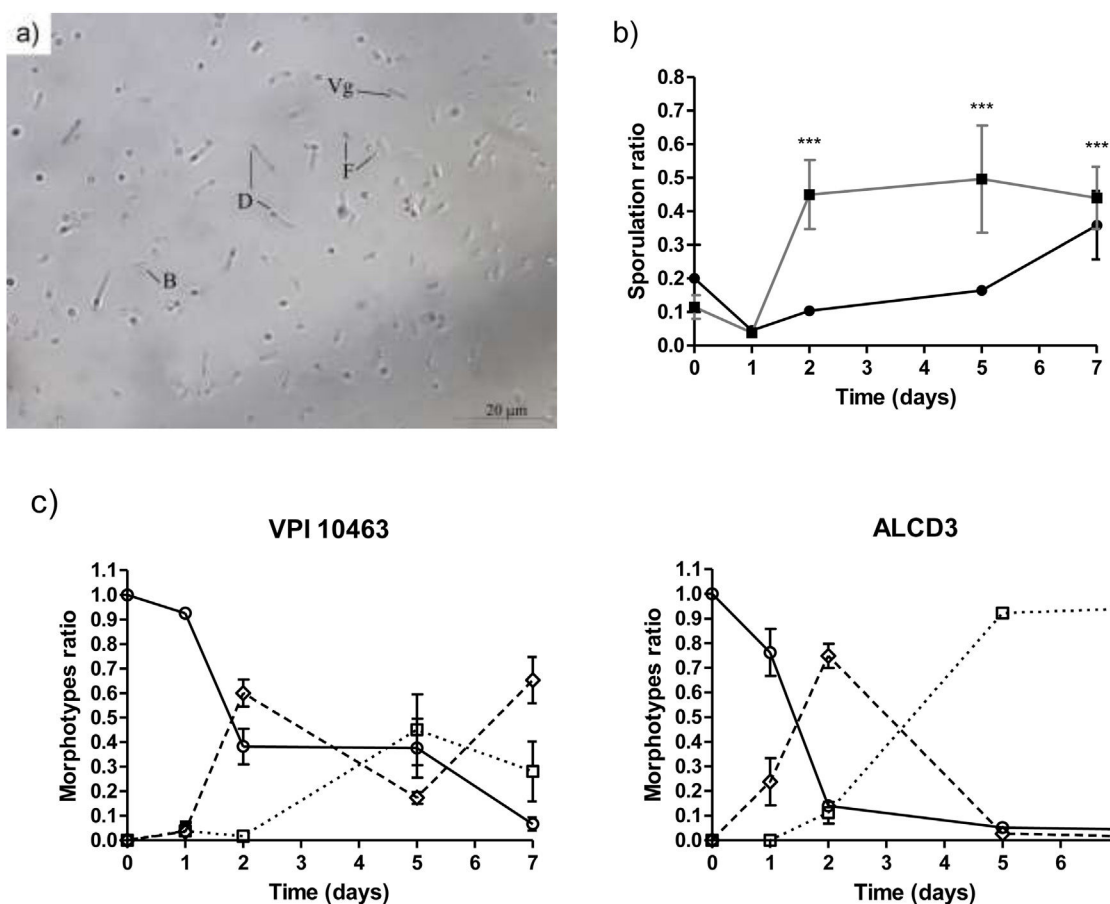 a)
Vg
F
D
B
20 µm
b)
Sporulation ratio
0.8
0.7
0.6
0.5
0.4
0.3
0.2
0.1
0.0
***
***
***
0 1 2 3 4 5 6 7
Time (days)
c)
VPI 10463
Morphotypes ratio
1.1
1.0
0.9
0.8
0.7
0.6
0.5
0.4
0.3
0.2
0.1
0.0
0 1 2 3 4 5 6 7
Time (days)
ALCD3
Morphotypes ratio
1.1
1.0
0.9
0.8
0.7
0.6
0.5
0.4
0.3
0.2
0.1
0.0
0 1 2 3 4 5 6
Time (days)